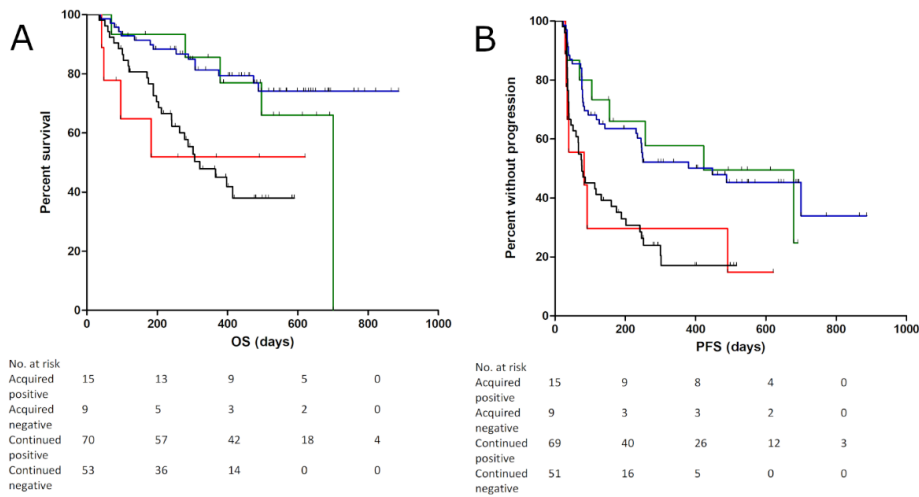 A
Percent survival
100
80
60
40
20
0
0 200 400 600 800 1000
OS (days)
No. at risk
Acquired positive 15 13 9 5 0
Acquired negative 9 5 3 2 0
Continued positive 70 57 42 18 4
Continued negative 53 36 14 0 0
B
Percent without progression
100
80
60
40
20
0
0 200 400 600 800 1000
PFS (days)
No. at risk
Acquired positive 15 9 8 4 0
Acquired negative 9 3 3 2 0
Continued positive 69 40 26 12 3
Continued negative 51 16 5 0 0